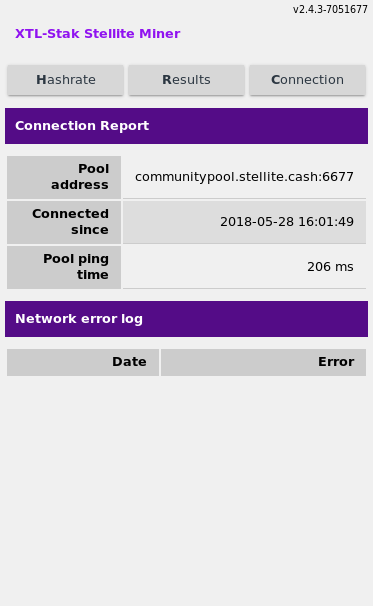 v2.4.3-7051677
XTL-Stak Stellite Miner
Hashrate Results Connection
Connection Report
Pool address communitypool.stellite.cash:6677
Connected since 2018-05-28 16:01:49
Pool ping time 206 ms
Network error log
Date Error